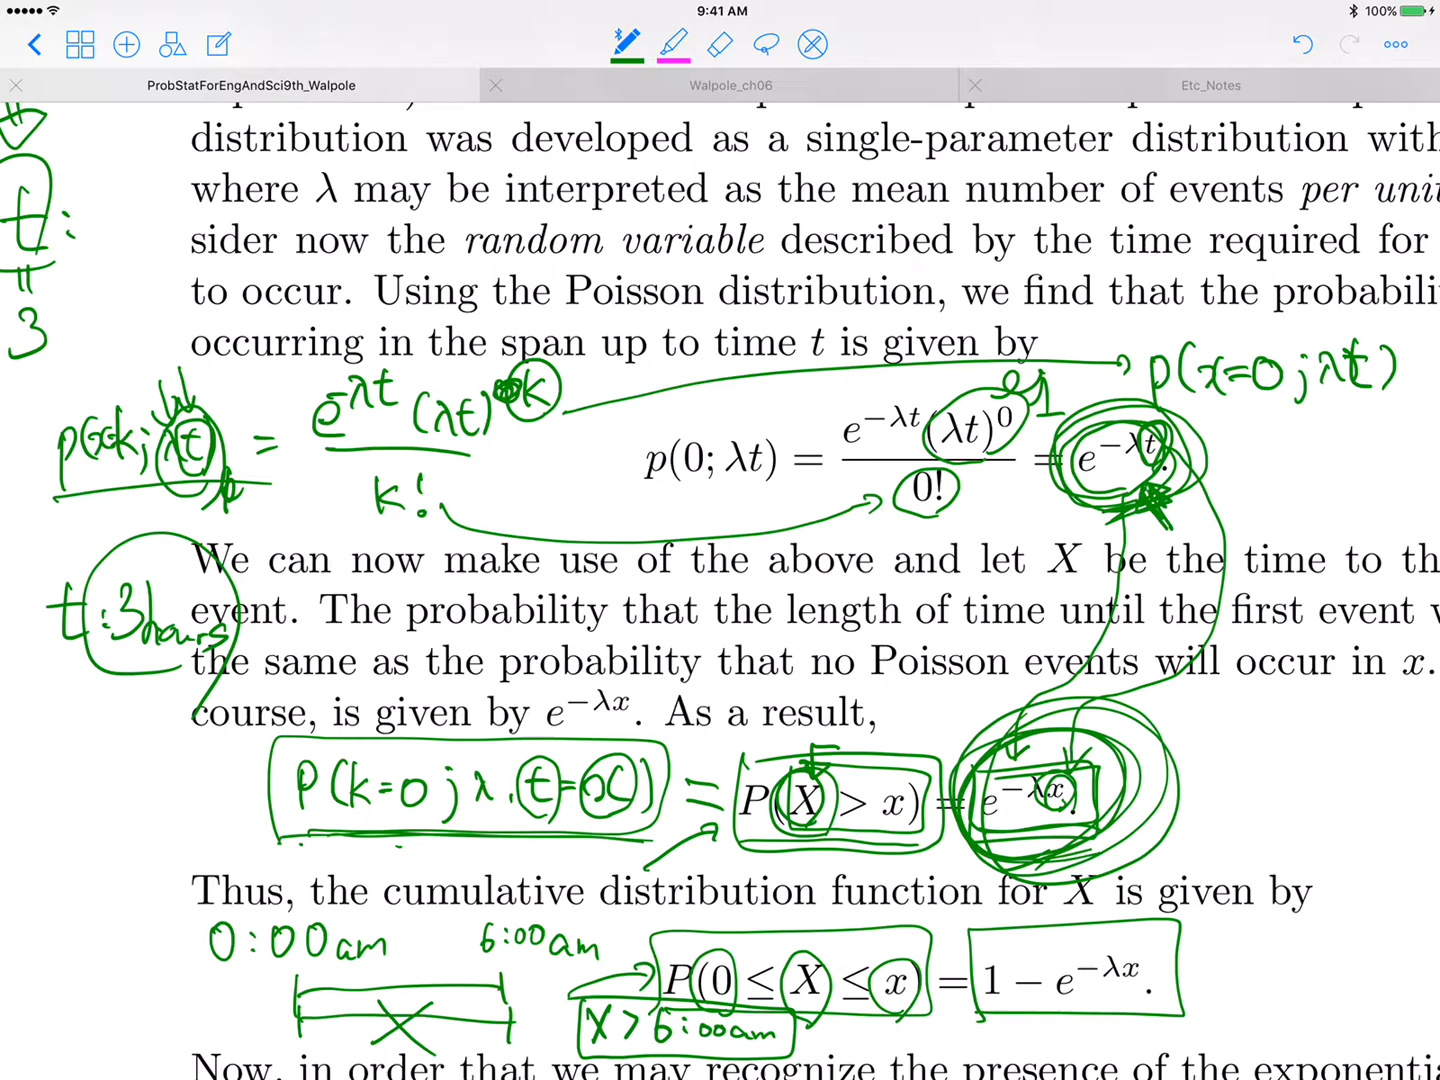 9:41 AM
100%
ProbStatForEngAndSci9th_Walpole
Walpole_ch06
Etc_Notes
distribution was developed as a single-parameter distribution with
where λ may be interpreted as the mean number of events per unit
sider now the random variable described by the time required for
to occur. Using the Poisson distribution, we find that the probabili
occurring in the span up to time t is given by
t:
=
3
p(x=0; λt)
e^{-λt} (λt)^k
k!
p(0; λt) = e^{-λt}(λt)^0 / 0! = e^{-λt}.
1
We can now make use of the above and let X be the time to th
event. The probability that the length of time until the first event w
t: 3 hours
the same as the probability that no Poisson events will occur in x.
course, is given by e^{-λx}. As a result,
P(k=0; λ, t=x) = P(X > x) = e^{-λx}.
Thus, the cumulative distribution function for X is given by
0:00am 6:00am
P(0 ≤ X ≤ x) = 1 − e^{-λx}.
X > 6:00am
Now, in order that we may recognize the presence of the exponentia